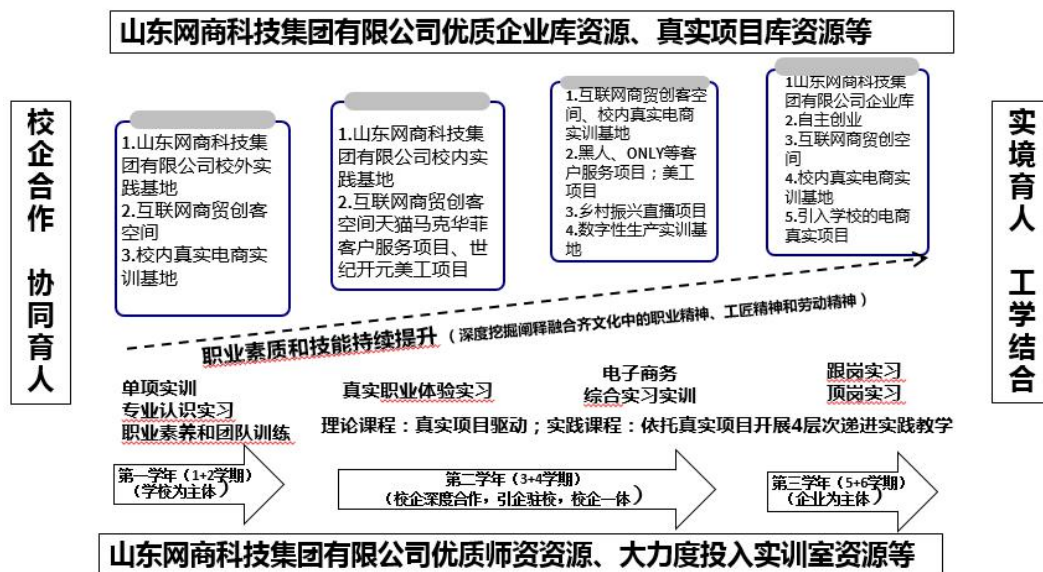 山东网商科技集团有限公司优质企业库资源、真实项目库资源等
校企合作 协同育人
1.山东网商科技集
团有限公司校外实
践基地
2.互联网商贸创客
空间
3.校内真实电商实
训基地
1.山东网商科技集
团有限公司校内实
践基地
2.互联网商贸创客
空间天猫马克华菲
客户服务项目、世
纪开元美工项目
1.互联网商贸创客空
间、校内真实电商
实训基地
2.黑人、ONLY等客
户服务项目；美工
项目
3.乡村振兴直播项目
4.数字性生产实训基
地
1山东网商科技集
团有限公司企业库
2.自主创业
3.互联网商贸创空
间
4.校内真实电商实
训基地
5.引入学校的电商
真实项目
实境育人 工学结合
职业素质和技能持续提升（深度挖掘阐释融合齐文化中的职业精神、工匠精神和劳动精神）
单项实训
专业认识实习
职业素养和团队训练
真实职业体验实习
电子商务
综合实习实训
跟岗实习
顶岗实习
理论课程：真实项目驱动；实践课程：依托真实项目开展4层次递进实践教学
第一学年（1+2学期）
（学校为主体）
第二学年（3+4学期）
（校企深度合作，引企驻校，校企一体）
第三学年（5+6学期）
（企业为主体）
山东网商科技集团有限公司优质师资资源、大力度投入实训室资源等